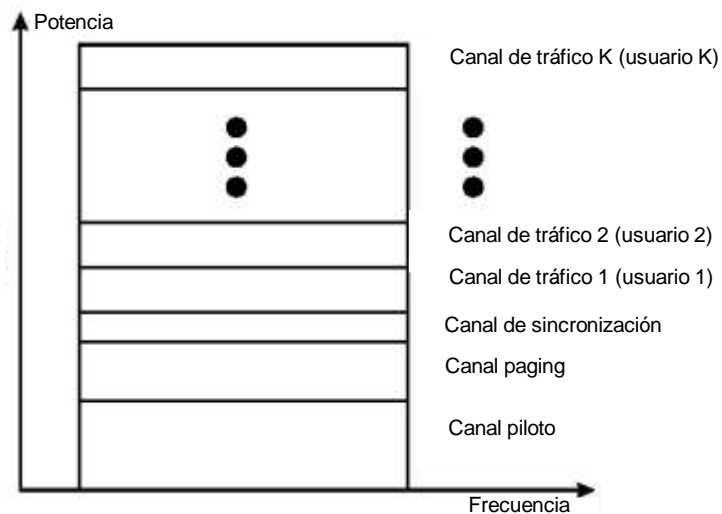 Potencia
Canal de tráfico K (usuario K)
Canal de tráfico 2 (usuario 2)
Canal de tráfico 1 (usuario 1)
Canal de sincronización
Canal paging
Canal piloto
Frecuencia